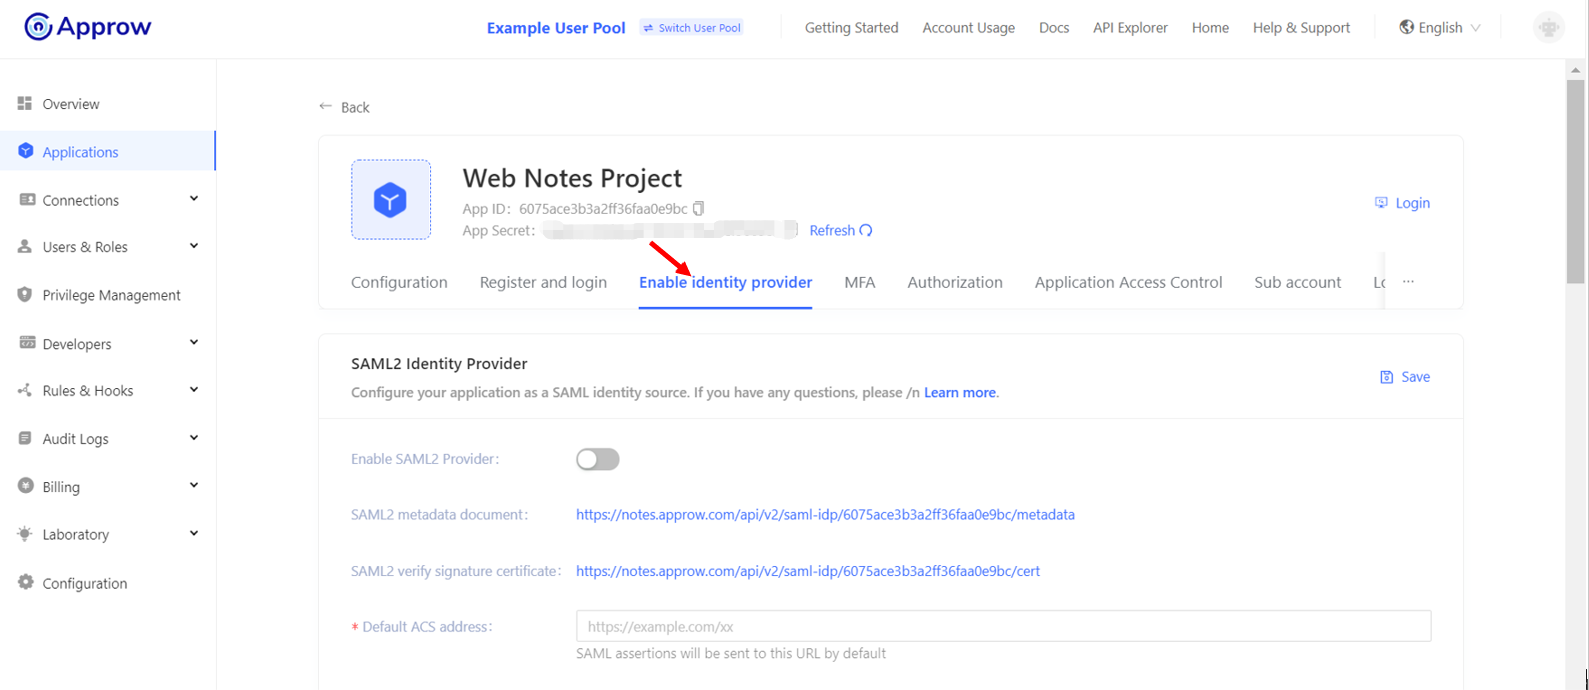 Approw
Example User Pool
Switch User Pool
Getting Started
Account Usage
Docs
API Explorer
Home
Help & Support
English
Overview
Applications
Connections
Users & Roles
Privilege Management
Developers
Rules & Hooks
Audit Logs
Billing
Laboratory
Configuration
Back
Web Notes Project
App ID: 6075ace3b3a2ff36faa0e9bc
App Secret:
Refresh
Login
Configuration
Register and login
Enable identity provider
MFA
Authorization
Application Access Control
Sub account
···
SAML2 Identity Provider
Configure your application as a SAML identity source. If you have any questions, please /n Learn more.
Save
Enable SAML2 Provider:
SAML2 metadata document: https://notes.approw.com/api/v2/saml-idp/6075ace3b3a2ff36faa0e9bc/metadata
SAML2 verify signature certificate: https://notes.approw.com/api/v2/saml-idp/6075ace3b3a2ff36faa0e9bc/cert
* Default ACS address: https://example.com/xx
SAML assertions will be sent to this URL by default